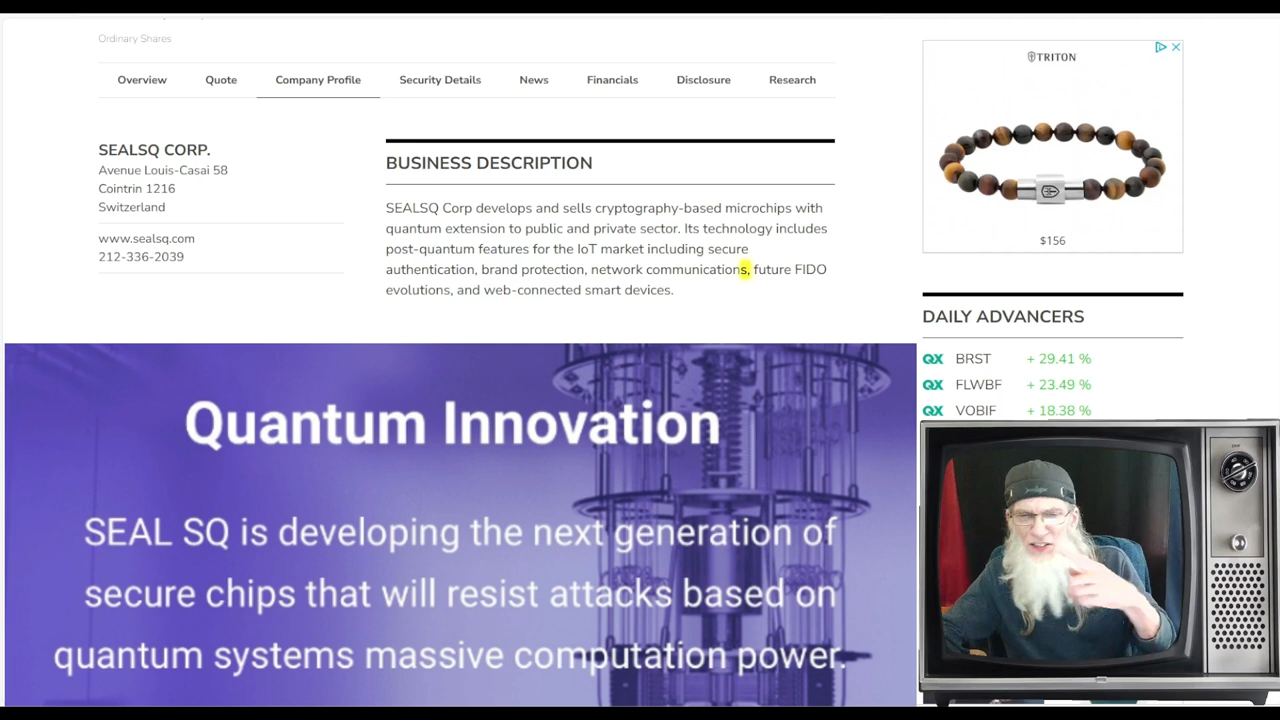 Ordinary Shares
Overview Quote Company Profile Security Details News Financials Disclosure Research
SEALSQ CORP.
Avenue Louis-Casai 58
Cointrin 1216
Switzerland
www.sealsq.com
212-336-2039
BUSINESS DESCRIPTION
SEALSQ Corp develops and sells cryptography-based microchips with
quantum extension to public and private sector. Its technology includes
post-quantum features for the IoT market including secure
authentication, brand protection, network communications, future FIDO
evolutions, and web-connected smart devices.
TRITON
$156
DAILY ADVANCERS
QX BRST + 29.41 %
QX FLWBF + 23.49 %
QX VOBIF + 18.38 %
Quantum Innovation
SEAL SQ is developing the next generation of
secure chips that will resist attacks based on
quantum systems massive computation power.